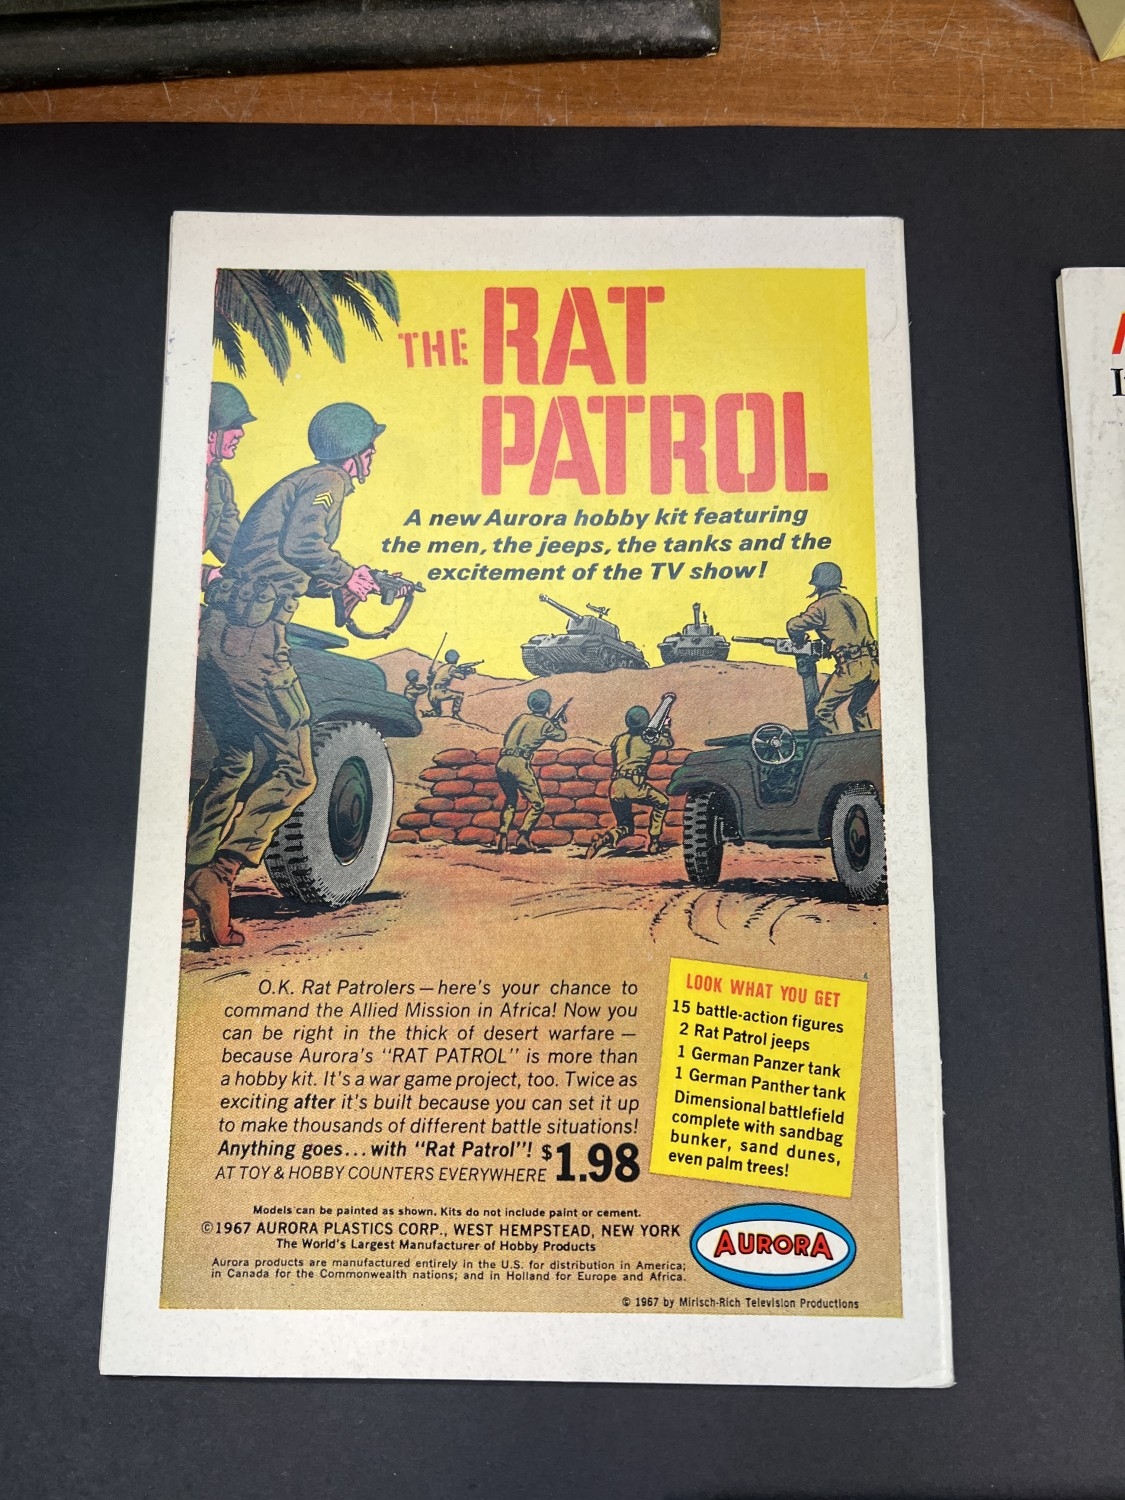 THE RAT
PATROL
A new Aurora hobby kit featuring
the men, the jeeps, the tanks and the
excitement of the TV show!
O.K. Rat Patrolers — here's your chance to
command the Allied Mission in Africa! Now you
can be right in the thick of desert warfare —
because Aurora's "RAT PATROL" is more than
a hobby kit. It's a war game project, too. Twice as
exciting after it's built because you can set it up
to make thousands of different battle situations!
Anything goes... with "Rat Patrol"! $1.98
AT TOY & HOBBY COUNTERS EVERYWHERE
LOOK WHAT YOU GET
15 battle-action figures
2 Rat Patrol jeeps
1 German Panzer tank
1 German Panther tank
Dimensional battlefield
complete with sandbag
bunker, sand dunes,
even palm trees!
Models can be painted as shown. Kits do not include paint or cement.
©1967 AURORA PLASTICS CORP., WEST HEMPSTEAD, NEW YORK
The World's Largest Manufacturer of Hobby Products
Aurora products are manufactured entirely in the U.S. for distribution in America;
in Canada for the Commonwealth nations; and in Holland for Europe and Africa.
AURORA
© 1967 by Mirisch-Rich Television Productions